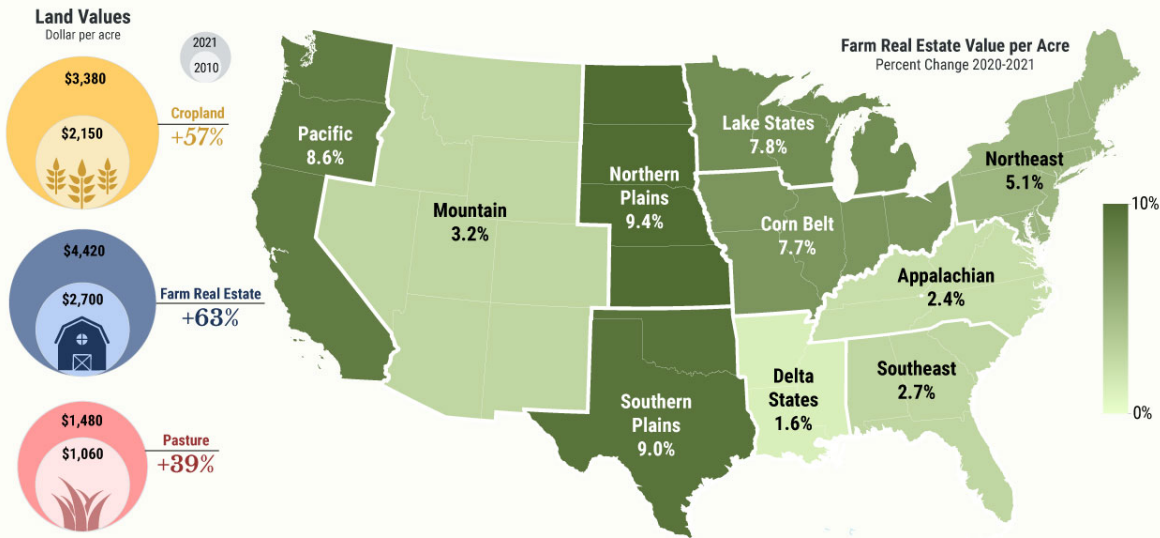 Land Values
Dollar per acre
2021
2010
$3,380
$2,150
Cropland
+57%
$4,420
$2,700
Farm Real Estate
+63%
$1,480
$1,060
Pasture
+39%
Farm Real Estate Value per Acre
Percent Change 2020-2021
Pacific
8.6%
Mountain
3.2%
Northern
Plains
9.4%
Lake States
7.8%
Corn Belt
7.7%
Northeast
5.1%
Appalachian
2.4%
Southeast
2.7%
Delta
States
1.6%
Southern
Plains
9.0%
10%
0%